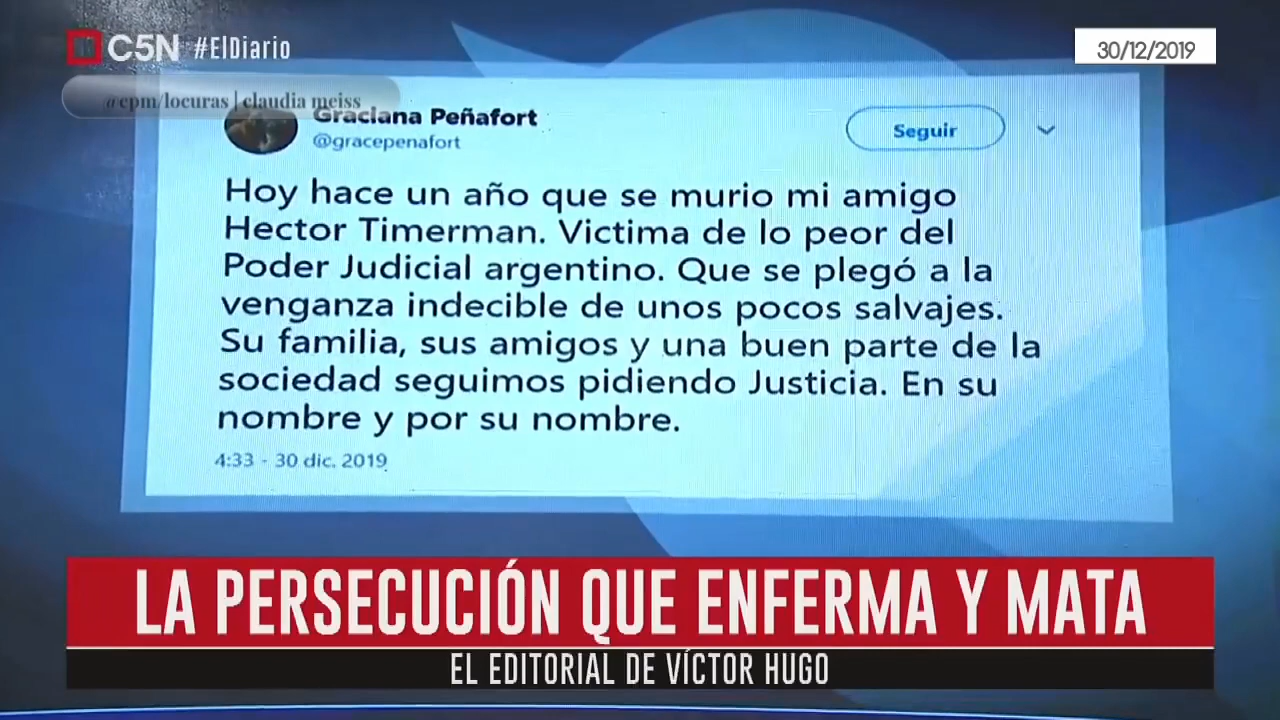 C5N #ElDiario
30/12/2019
@cpm/locuras | claudia meiss
Graciana Peñafort
@gracepenafort
Seguir
Hoy hace un año que se murio mi amigo
Hector Timerman. Victima de lo peor del
Poder Judicial argentino. Que se plegó a la
venganza indecible de unos pocos salvajes.
Su familia, sus amigos y una buen parte de la
sociedad seguimos pidiendo Justicia. En su
nombre y por su nombre.
4:33 - 30 dic. 2019
LA PERSECUCIÓN QUE ENFERMA Y MATA
EL EDITORIAL DE VÍCTOR HUGO